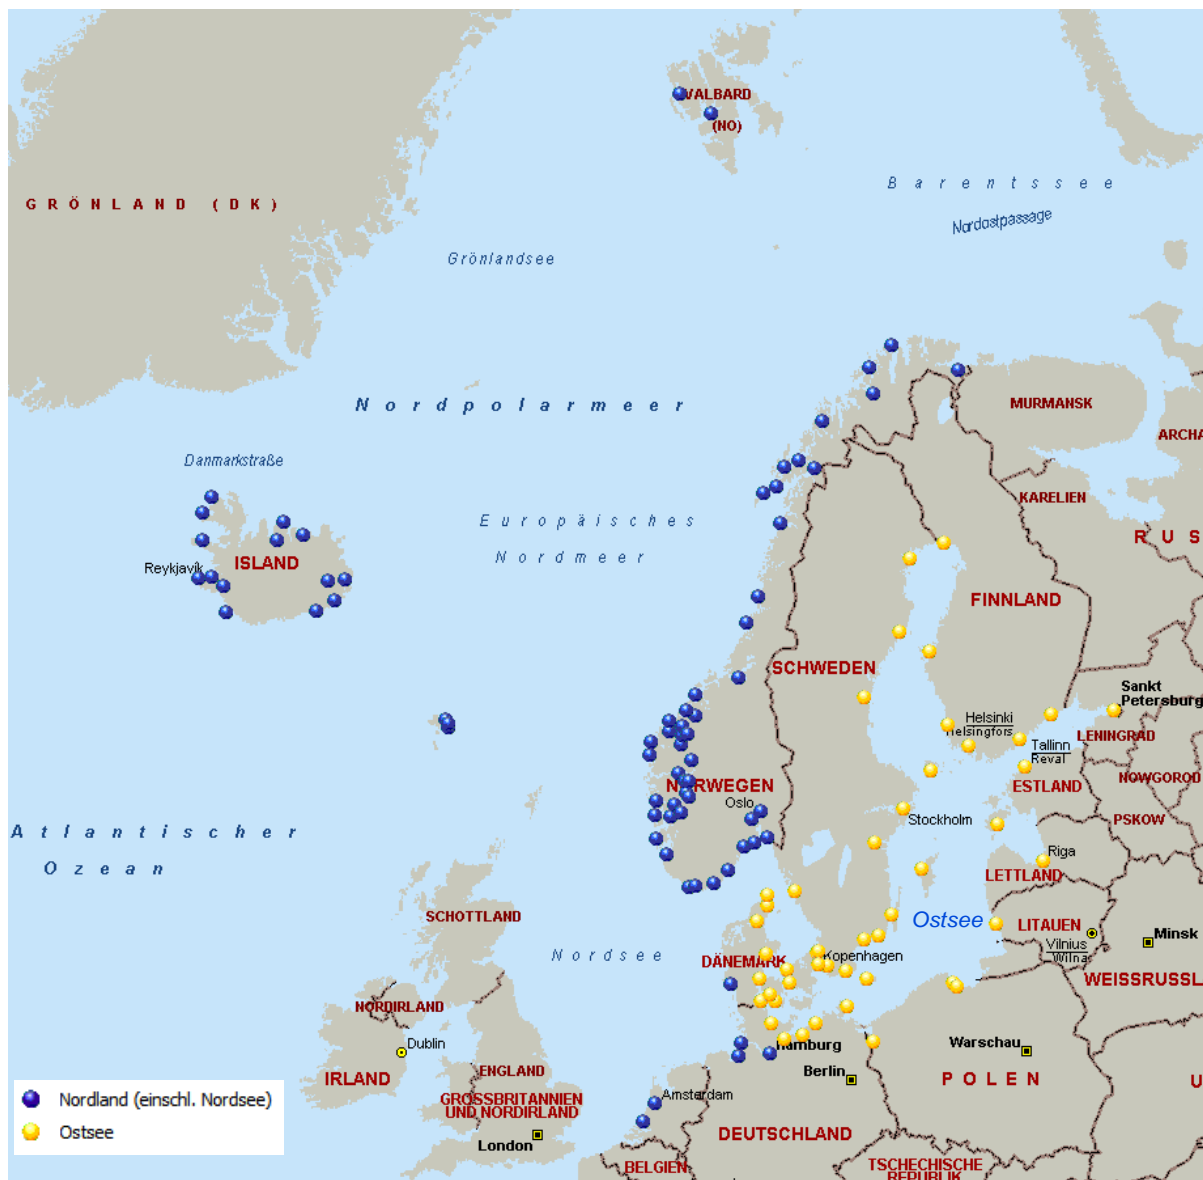 VALBARD
(NO)
Barentssee
Nordostpassage
GRÖNLAND (DK)
Grönlandsee
Nordpolarmeer
MURMANSK
ARCHA
Danmarkstraße
KARELIEN
Europäisches
Nordmeer
RUS
Reykjavík
ISLAND
FINNLAND
SCHWEDEN
Sankt
Petersburg
Helsinki
Helsingfors
LENINGRAD
Tallinn
Reval
NOWGOROD
NORWEGEN
ESTLAND
Oslo
Stockholm
PSKOW
Atlantischer
Ozean
Riga
LETTLAND
SCHOTTLAND
Ostsee
LITAUEN
Minsk
Vilnius
Wilna
Nordsee
DÄNEMARK
Kopenhagen
WEISSRUSSL
NORDIRLAND
Dublin
Hamburg
Warschau
ENGLAND
Berlin
IRLAND
POLEN
U
Nordland (einschl. Nordsee)
Ostsee
GROSSBRITANNIEN
UND NORDIRLAND
Amsterdam
London
DEUTSCHLAND
BELGIEN
TSCHECHISCHE
REPUBLIK